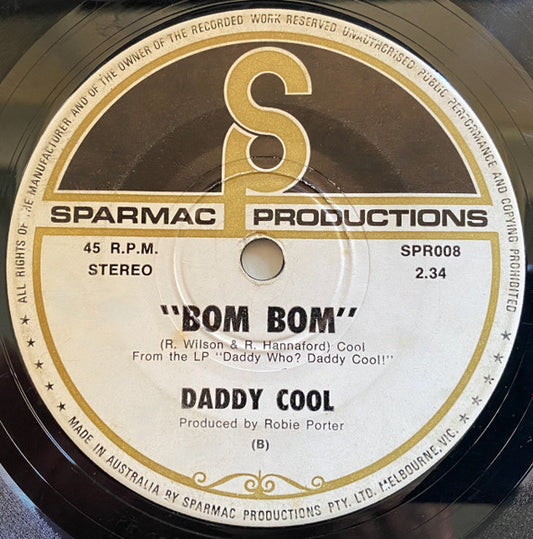 ALL RIGHTS OF THE MANUFACTURER AND OF THE OWNER OF THE RECORDED WORK RESERVED UNAUTHORISED PUBLIC PERFORMANCE AND COPYING PROHIBITED
SP
SPARMAC PRODUCTIONS
45 R.P.M.
STEREO
SPR008
2.34
"BOM BOM"
(R. Wilson & R. Hannaford) Cool
From the LP "Daddy Who? Daddy Cool!"
DADDY COOL
Produced by Robie Porter
(B)
MADE IN AUSTRALIA BY SPARMAC PRODUCTIONS PTY. LTD. MELBOURNE, VIC.